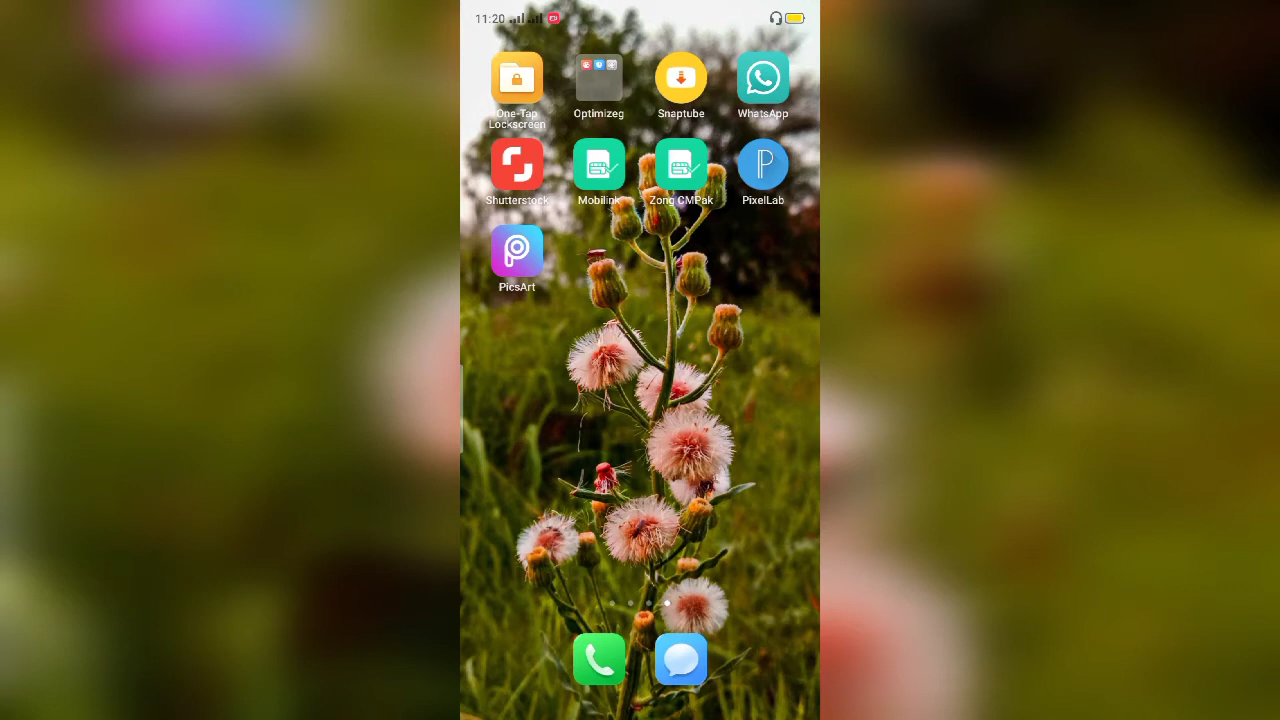 11:20
One-Tap
Lockscreen
Optimizeg
Snaptube
WhatsApp
Shutterstock
Mobilink
Zong CMPak
PixelLab
PicsArt